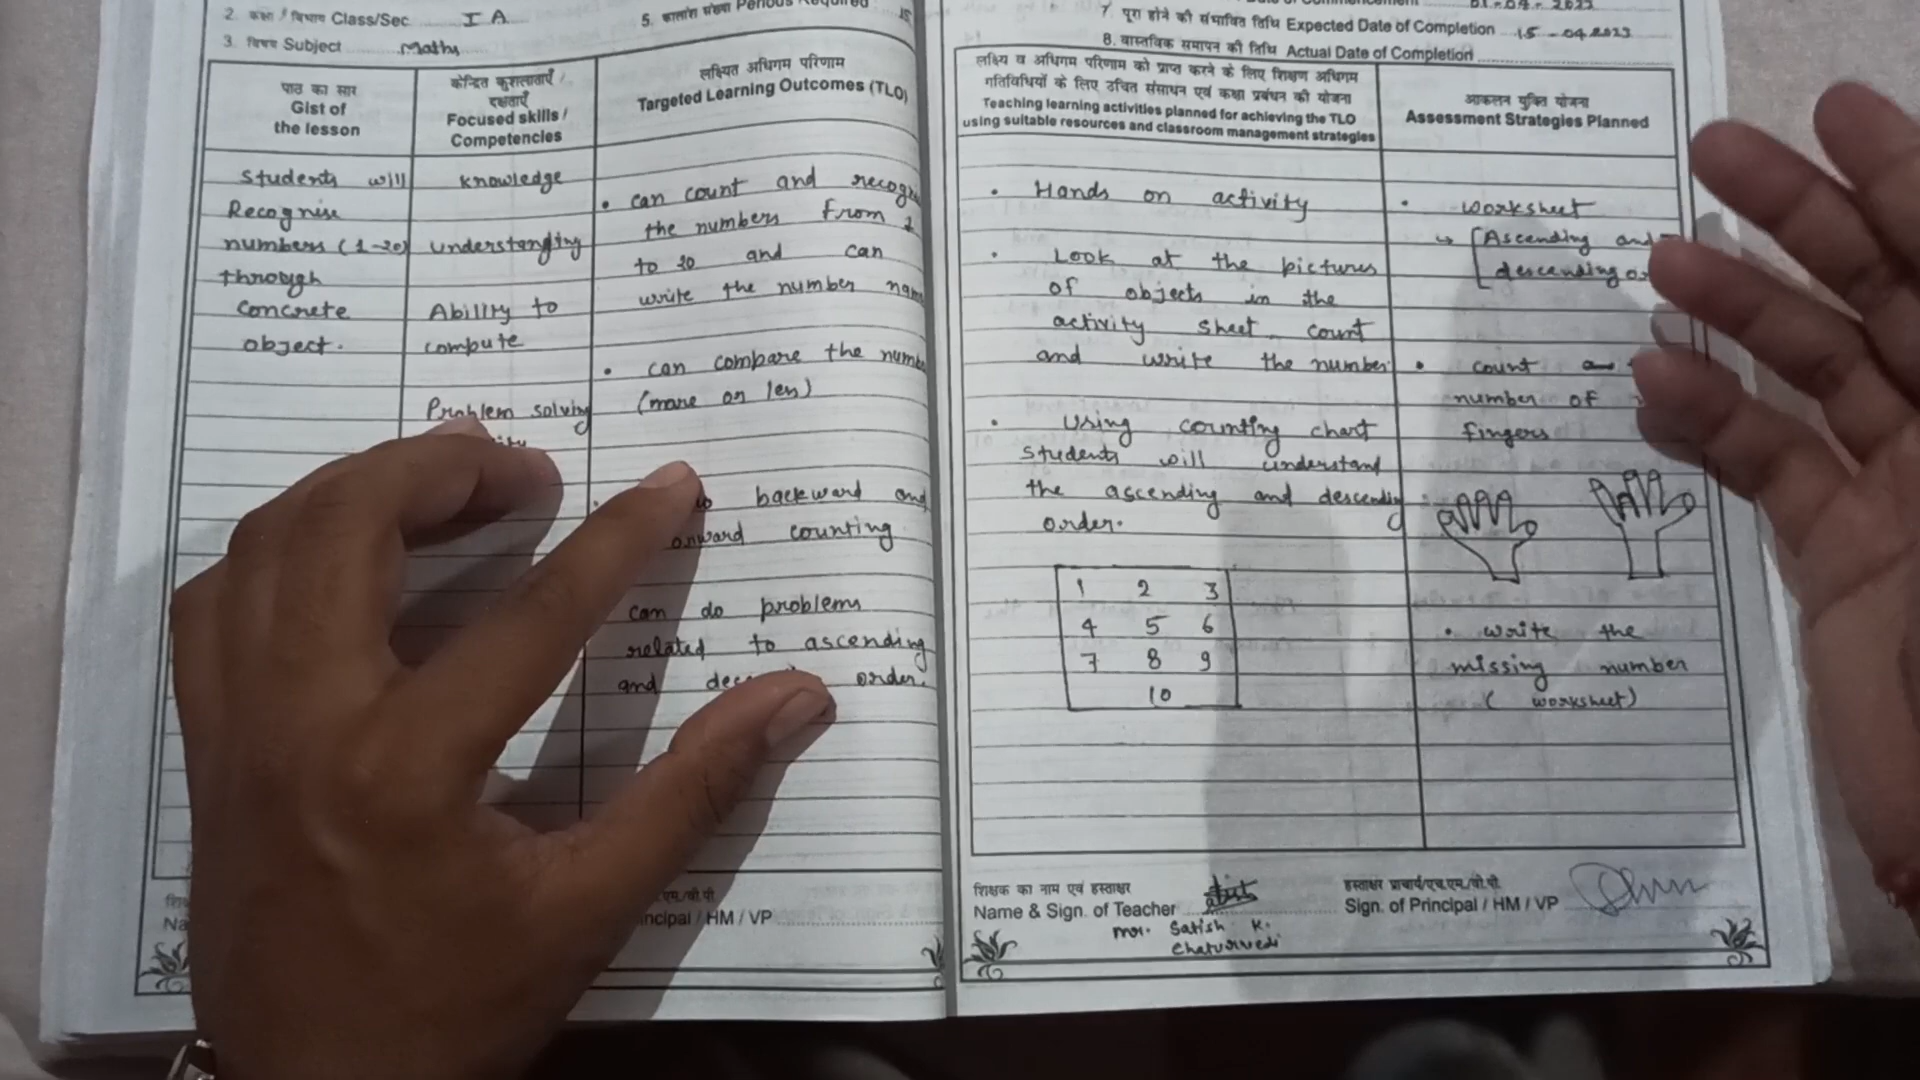 2. कक्षा / विभाग Class/Sec I A
3. विषय Subject Maths
5. कालांश संख्या Periods Required 15
पाठ का सार
Gist of
the lesson
केन्द्रित कुशलताएँ /
दक्षताएँ
Focused skills /
Competencies
लक्ष्यित अधिगम परिणाम
Targeted Learning Outcomes (TLO)
Students will
Recognise
numbers (1-20)
through
concrete
object.
Knowledge
Understanding
Ability to
compute
Problem solving
• can count and
the numbers from 1
to 20 and can
write the number
• can compare the
(more or less)
backward and
counting
can do problems
related to ascending
and order.
Name
Principal / HM / VP
01-04-2023
7. पूरा होने की संभावित तिथि Expected Date of Completion 15-04-2023
8. वास्तविक समापन की तिथि Actual Date of Completion
लक्ष्यि व अधिगम परिणाम को प्राप्त करने के लिए शिक्षण अधिगम
गतिविधियों के लिए उचित संसाधन एवं कक्षा प्रबंधन की योजना
Teaching learning activities planned for achieving the TLO
using suitable resources and classroom management strategies
आकलन युक्ति योजना
Assessment Strategies Planned
• Hands on activity
• Look at the pictures
of objects in the
activity sheet, count
and write the number.
• Using counting chart
students will understand
the ascending and descending
order.
1 2 3
4 5 6
7 8 9
10
• worksheet
↳ [Ascending and
descending
• count
number of
fingers
• write the
missing number
( worksheet)
शिक्षक का नाम एवं हस्ताक्षर
Name & Sign. of Teacher
Mr. Satish K.
Chaturvedi
हस्ताक्षर प्राचार्य/एच.एम./वी.पी
Sign. of Principal / HM / VP